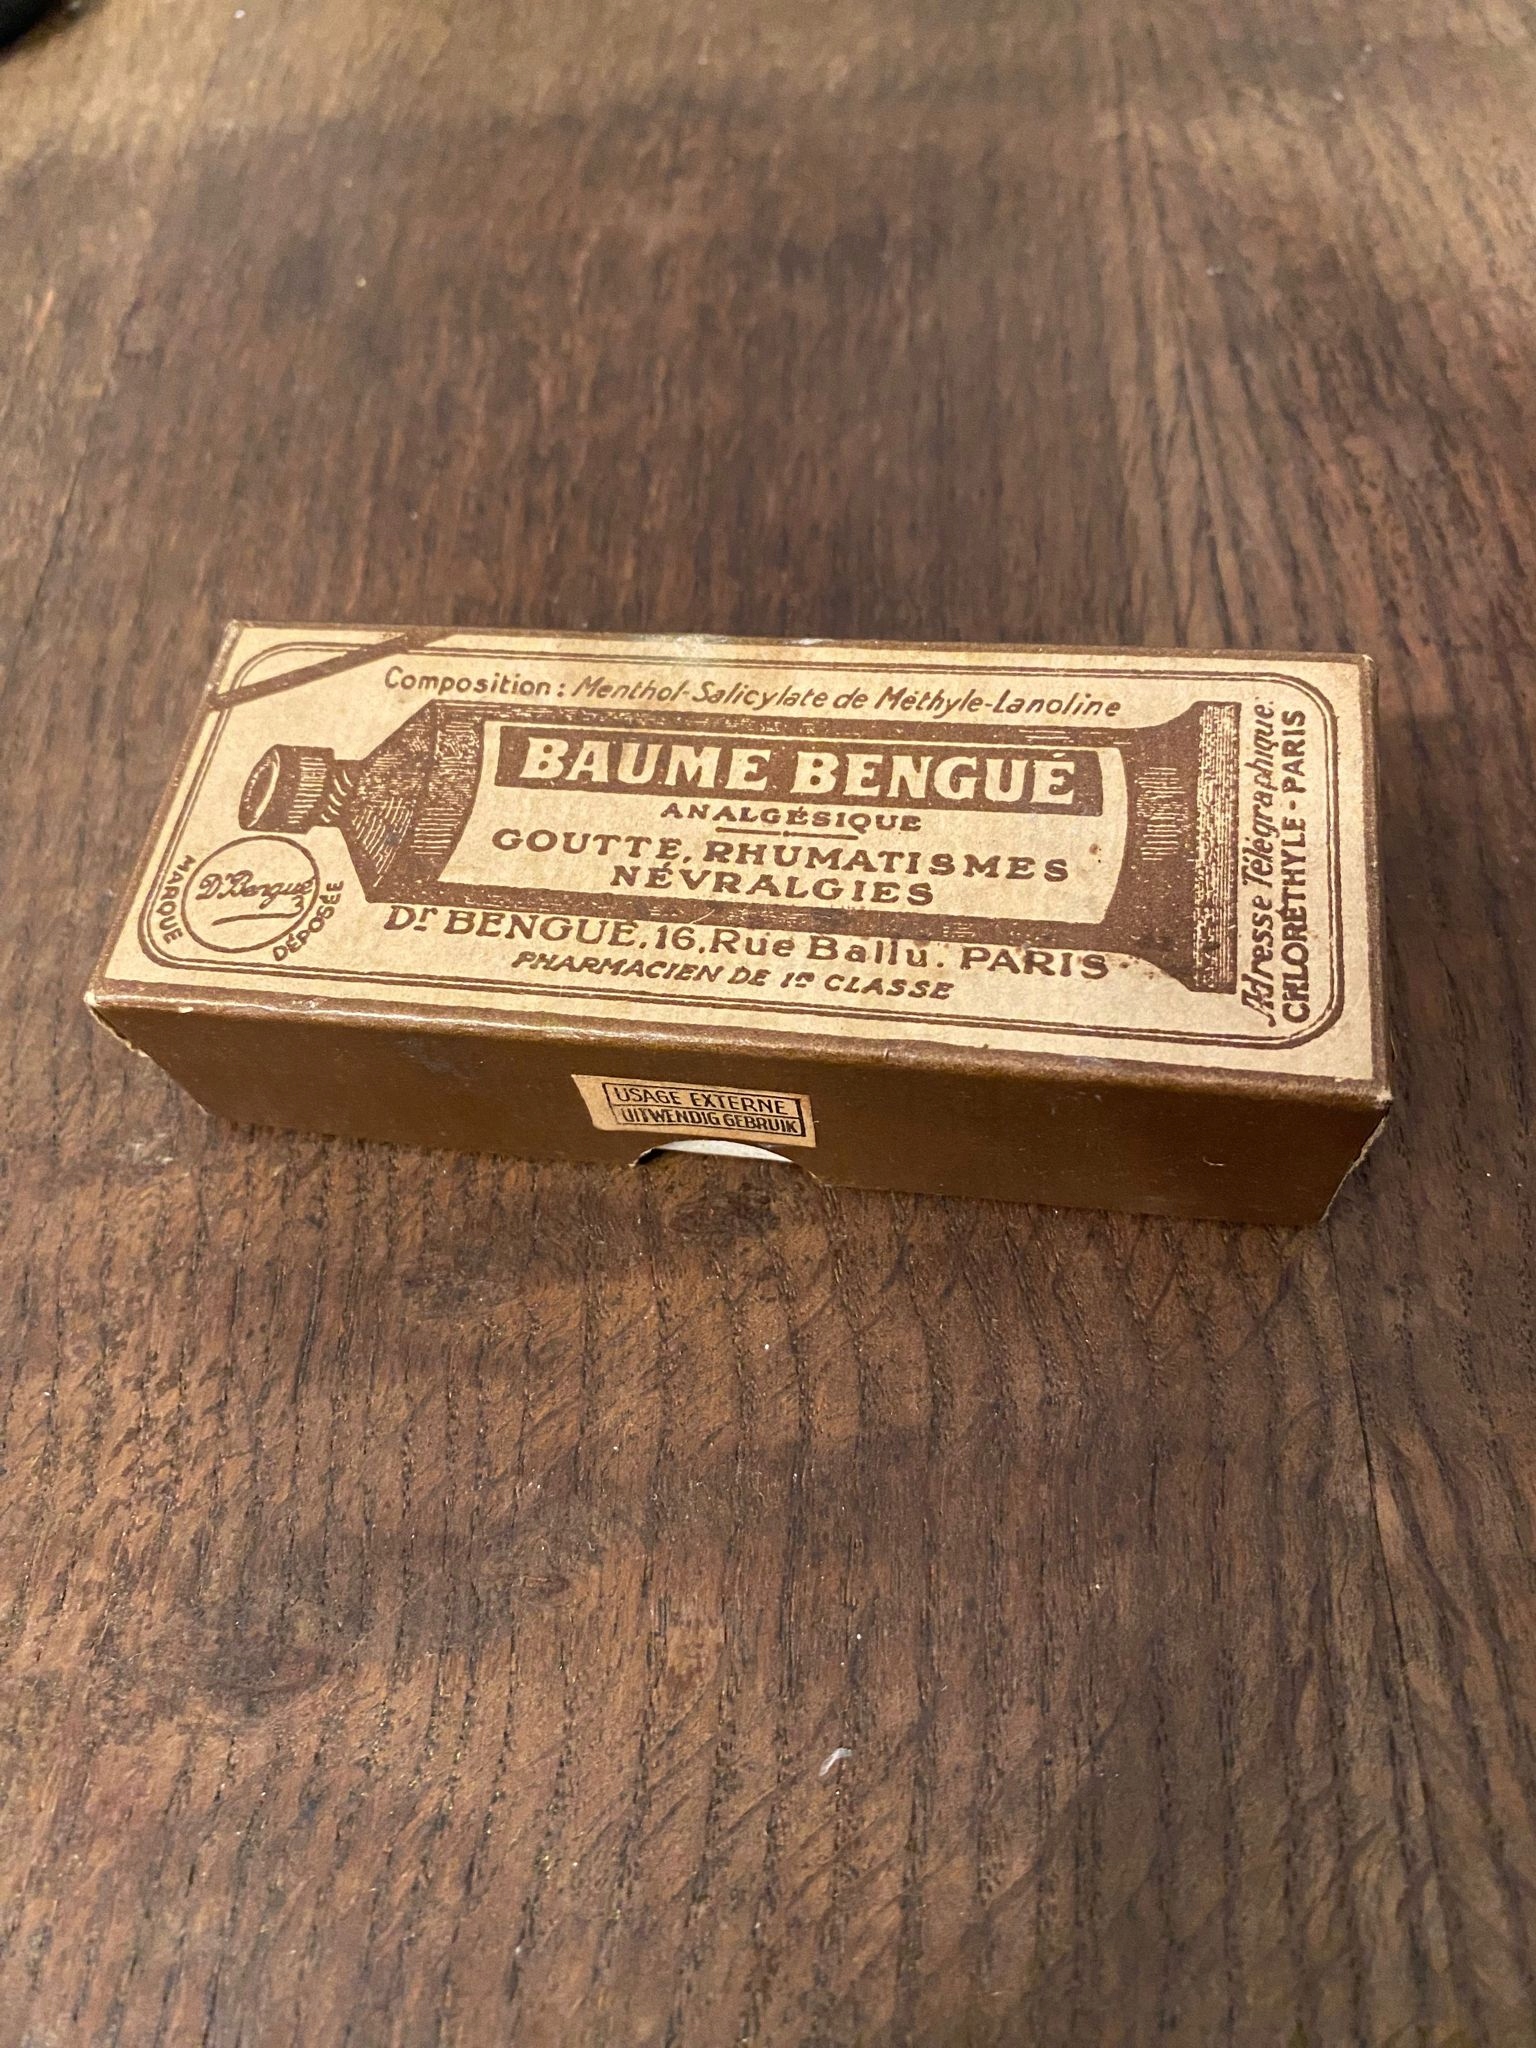 Composition: Menthol-Salicylate de Méthyle-Lanoline
BAUME BENGUÉ
ANALGÉSIQUE
GOUTTE, RHUMATISMES
NÉVRALGIES
Dr BENGUÉ, 16, Rue Ballu. PARIS
PHARMACIEN DE 1re CLASSE
MARQUE
Dr Bengué
DÉPOSÉE
Adresse Télégraphique:
CHLORÉTHYLE-PARIS
USAGE EXTERNE
UITWENDIG GEBRUIK